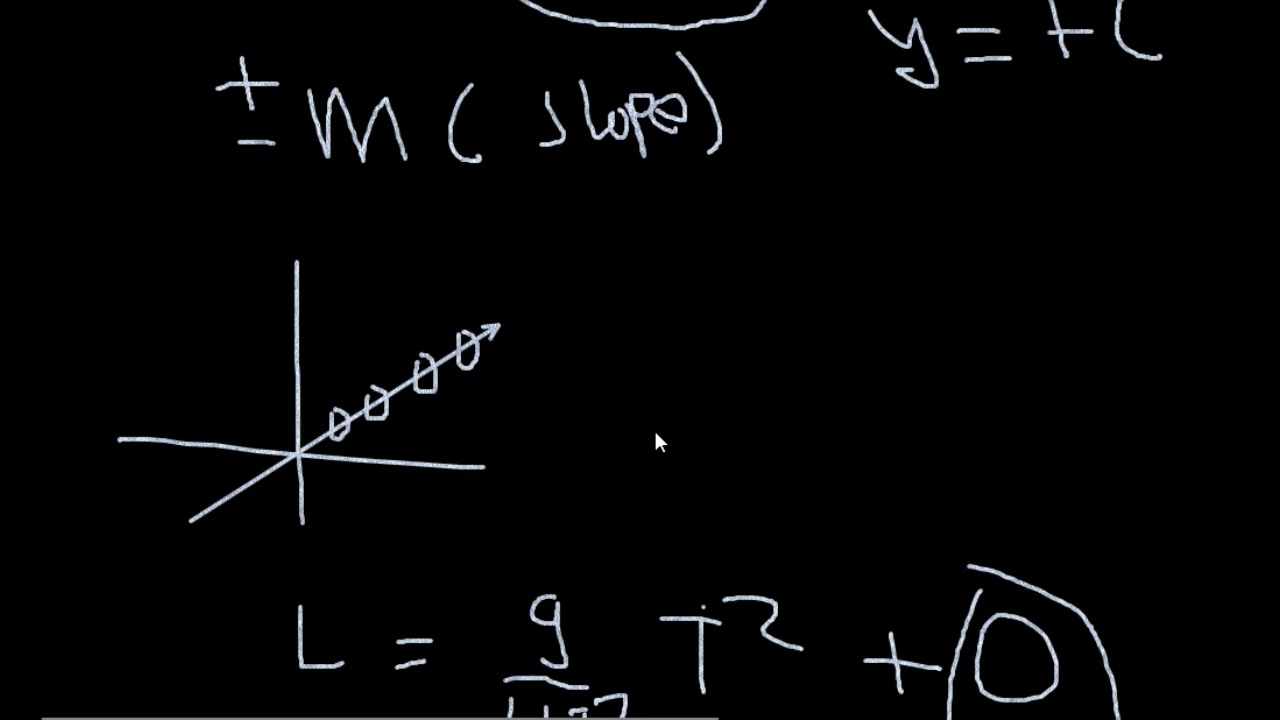 y = + (
± m ( slope )
L = g T² + 0